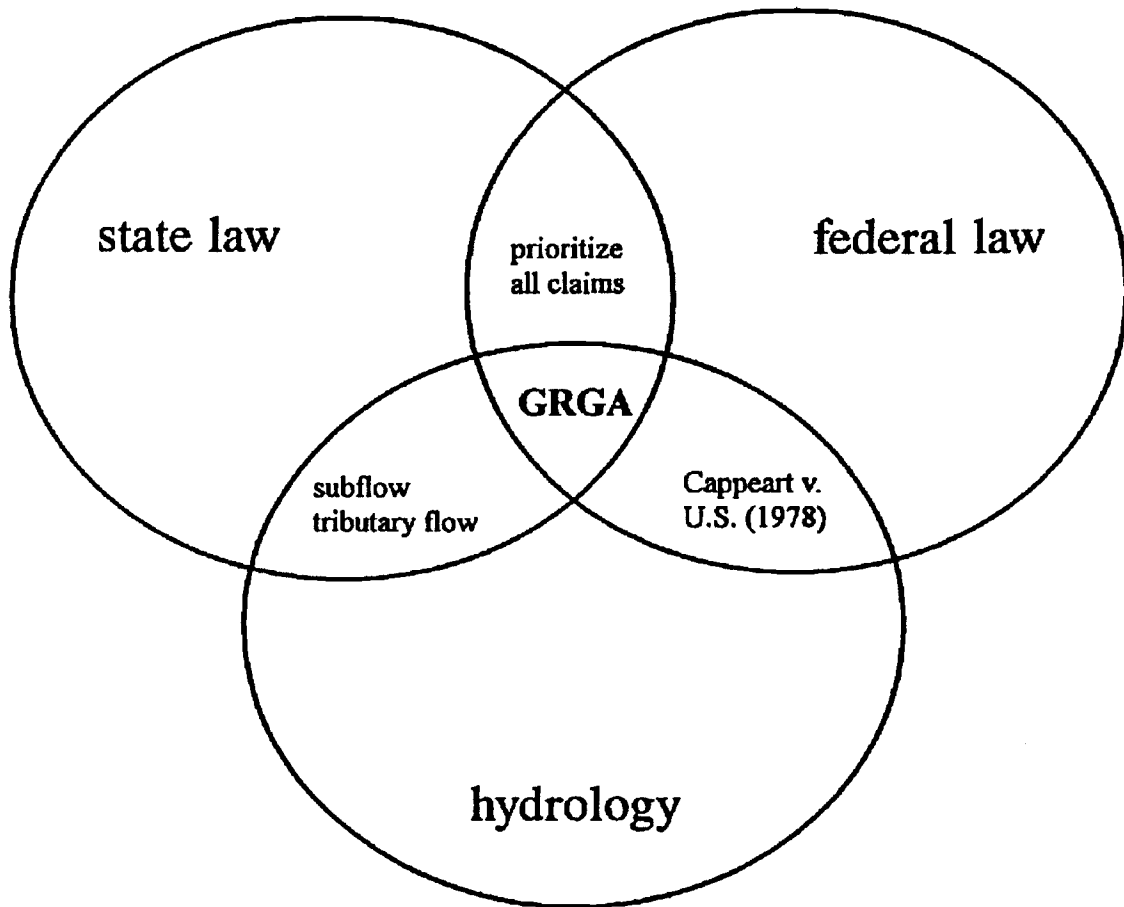 state law
federal law
prioritize
all claims
GRGA
subflow
tributary flow
Cappeart v.
U.S. (1978)
hydrology